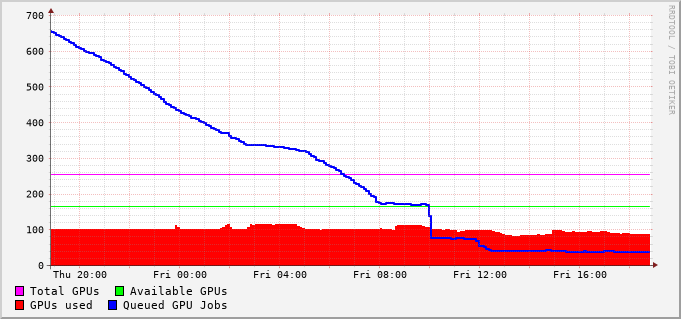 RRDTOOL / TOBI OETIKER
700
600
500
400
300
200
100
0
Thu 20:00 Fri 00:00 Fri 04:00 Fri 08:00 Fri 12:00 Fri 16:00
Total GPUs Available GPUs
GPUs used Queued GPU Jobs